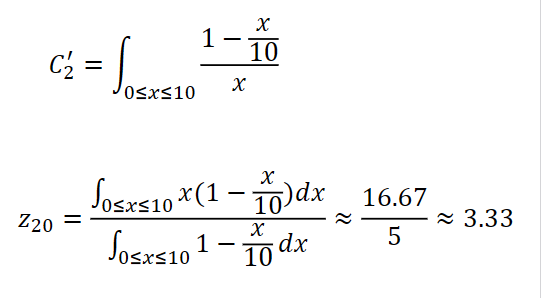 C₂′ = ∫_{0≤x≤10} (1 − x/10)/x
z₂₀ = (∫_{0≤x≤10} x(1 − x/10)dx)/(∫_{0≤x≤10} 1 − x/10 dx) ≈ 16.67/5 ≈ 3.33